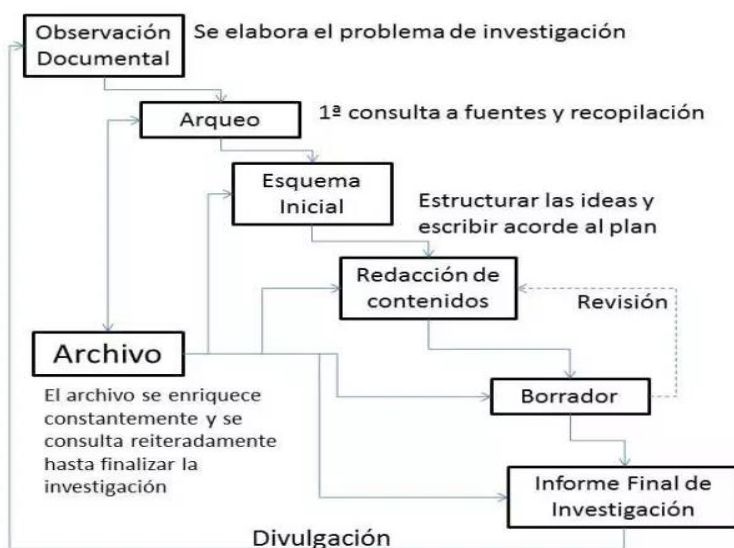 Observación
Documental
Se elabora el problema de investigación
Arqueo
1ª consulta a fuentes y recopilación
Esquema
Inicial
Estructurar las ideas y
escribir acorde al plan
Redacción de
contenidos
Revisión
Archivo
El archivo se enriquece
constantemente y se
consulta reiteradamente
hasta finalizar la
investigación
Borrador
Informe Final de
Investigación
Divulgación